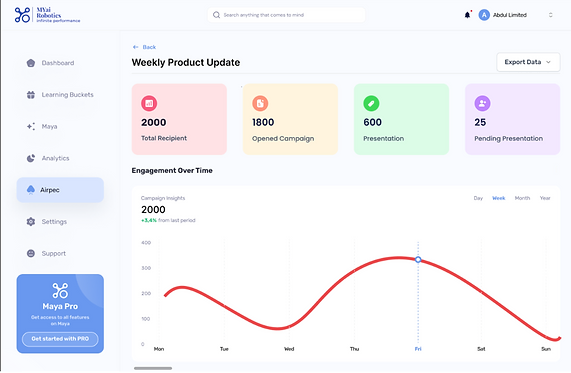 MYai
Robotics
Infinite performance
Search anything that comes to mind
A
Abdul Limited
Dashboard
Learning Buckets
Maya
Analytics
Airpec
Settings
Support
Maya Pro
Get access to all features
on Maya
Get started with PRO
Back
Weekly Product Update
Export Data
2000
Total Recipient
1800
Opened Campaign
600
Presentation
25
Pending Presentation
Engagement Over Time
Campaign Insights
2000
+3,4% from last period
Day Week Month Year
400
300
200
100
0
Mon Tue Wed Thu Fri Sat Sun